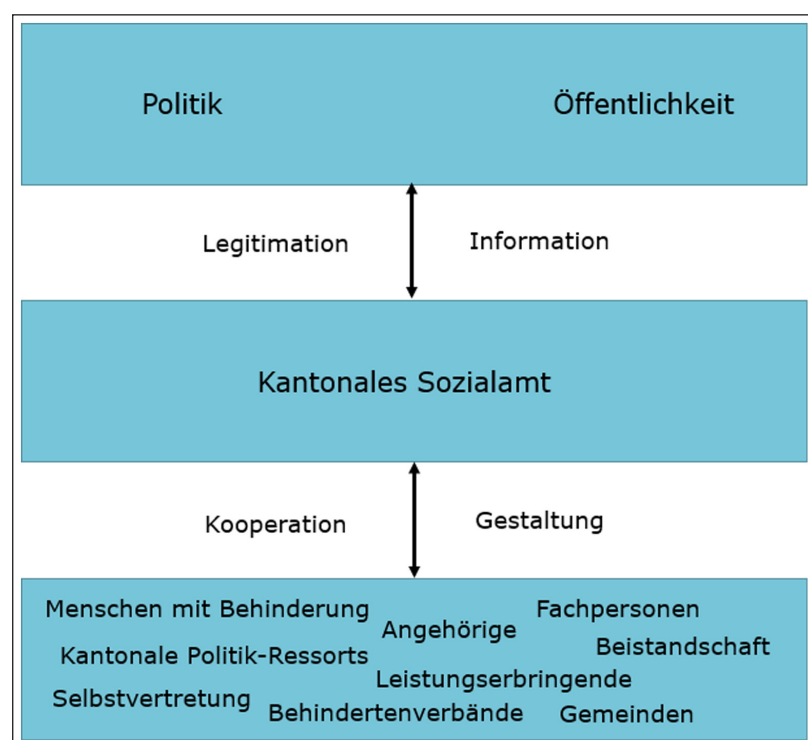 Politik Öffentlichkeit
Legitimation Information
Kantonales Sozialamt
Kooperation Gestaltung
Menschen mit Behinderung Fachpersonen
Angehörige
Beistandschaft
Kantonale Politik-Ressorts
Leistungserbringende
Selbstvertretung
Behindertenverbände Gemeinden